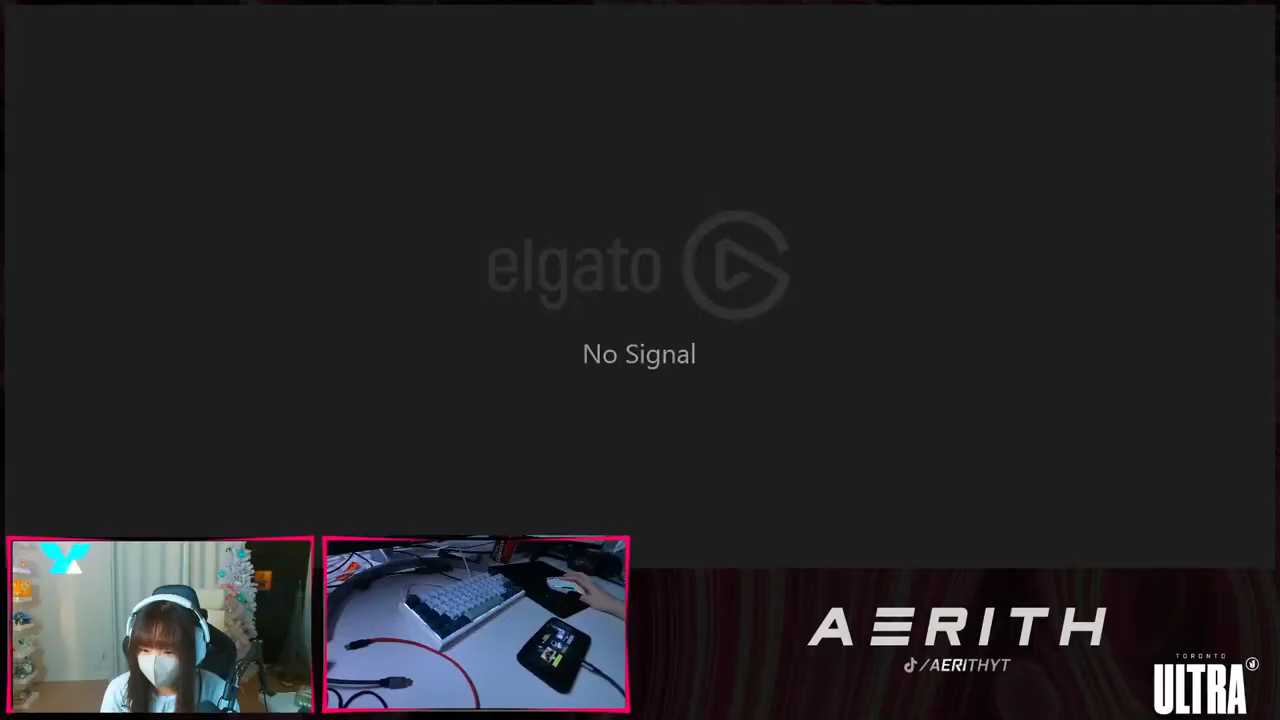 elgato
No Signal
AERITH
/AERITHYT
TORONTO
ULTRA